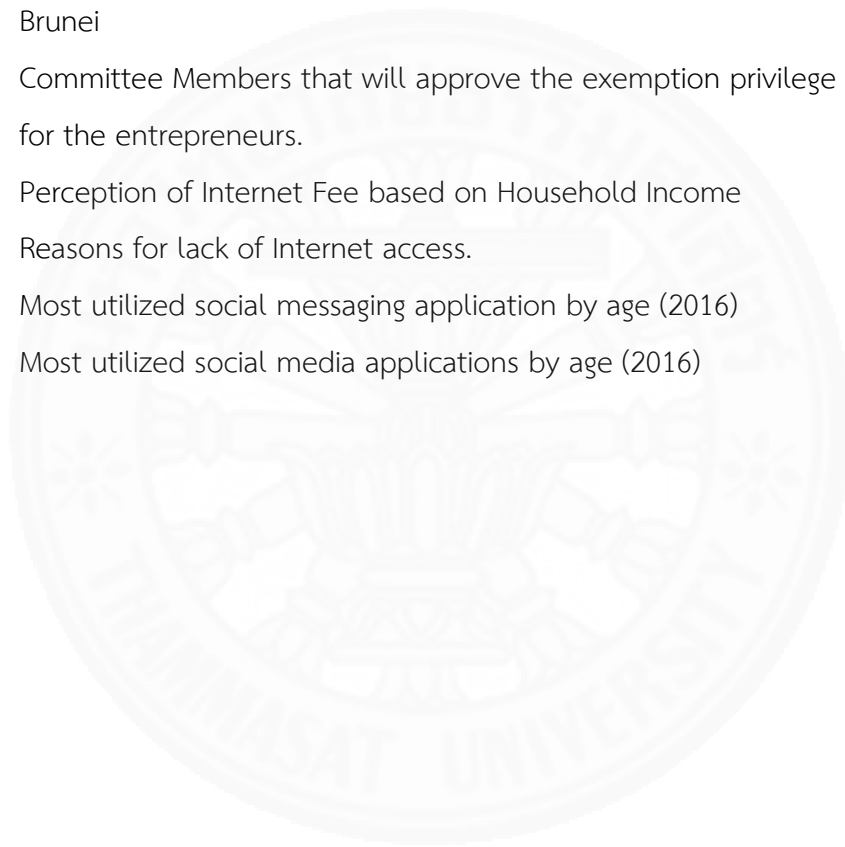 Brunei
Committee Members that will approve the exemption privilege
for the entrepreneurs.
Perception of Internet Fee based on Household Income
Reasons for lack of Internet access.
Most utilized social messaging application by age (2016)
Most utilized social media applications by age (2016)
THAMMASAT UNIVERSITY